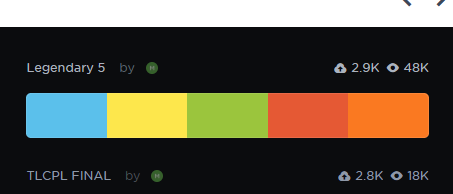 Legendary 5 by 2.9K 48K
TLCPL FINAL by 2.8K 18K